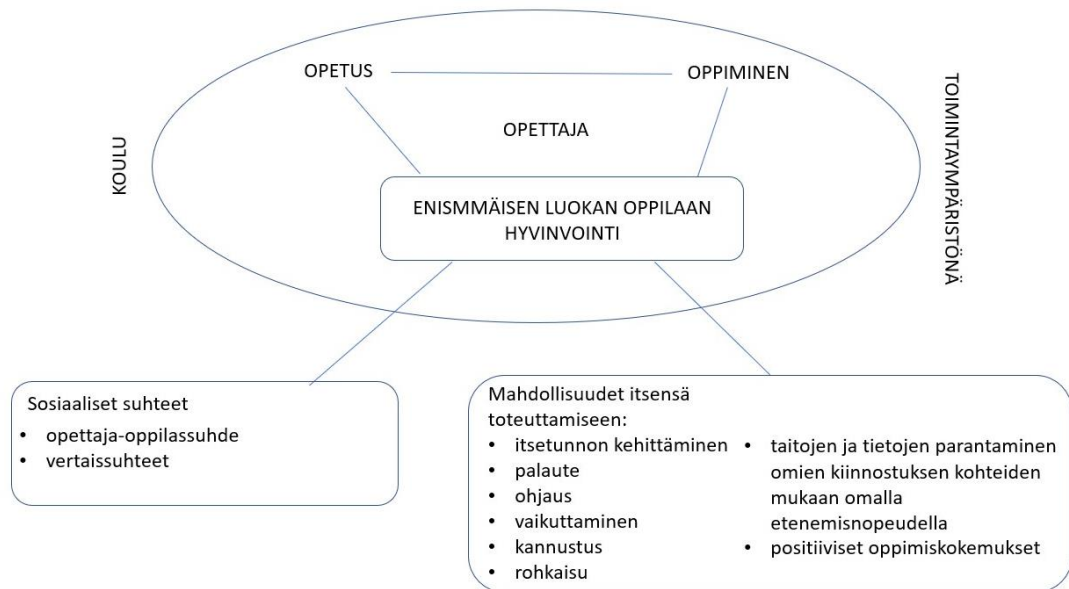 OPETUS
OPPIMINEN
OPETTAJA
KOULU
TOIMINTAYMPÄRISTÖNÄ
ENISMMÄISEN LUOKAN OPPILAAN
HYVINVOINTI
Sosiaaliset suhteet
• opettaja-oppilassuhde
• vertaissuhteet
Mahdollisuudet itsensä
toteuttamiseen:
• itsetunnon kehittäminen
• palaute
• ohjaus
• vaikuttaminen
• kannustus
• rohkaisu
• taitojen ja tietojen parantaminen
omien kiinnostuksen kohteiden
mukaan omalla
etenemisnopeudella
• positiiviset oppimiskokemukset